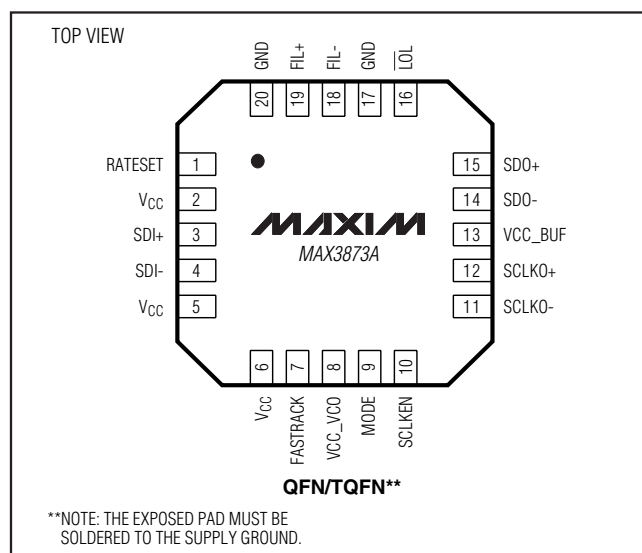 TOP VIEW
GND
FIL+
FIL-
GND
LOL
20
19
18
17
16
RATESET 1
VCC 2
SDI+ 3
SDI- 4
VCC 5
MAXIM
MAX3873A
15 SDO+
14 SDO-
13 VCC_BUF
12 SCLKO+
11 SCLKO-
6
7
8
9
10
VCC
FASTRACK
VCC_VCO
MODE
SCLKEN
QFN/TQFN**
**NOTE: THE EXPOSED PAD MUST BE
SOLDERED TO THE SUPPLY GROUND.